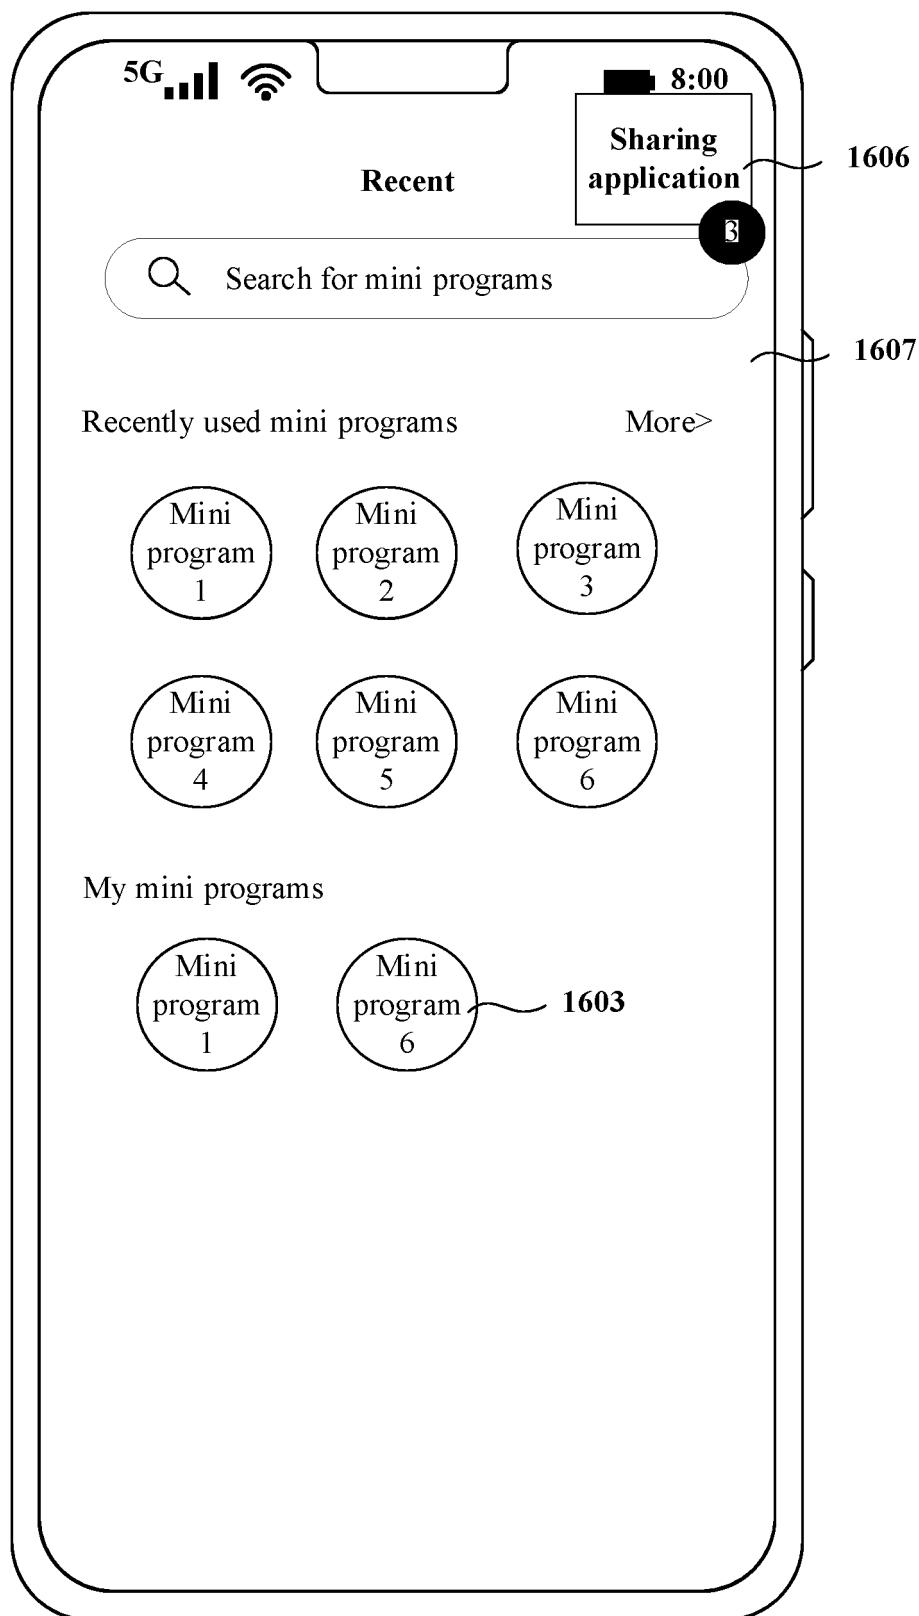 5G 8:00
Sharing
application
1606
Recent
3
Search for mini programs
1607
Recently used mini programs More>
Mini
program
1
Mini
program
2
Mini
program
3
Mini
program
4
Mini
program
5
Mini
program
6
My mini programs
Mini
program
1
Mini
program
6
1603